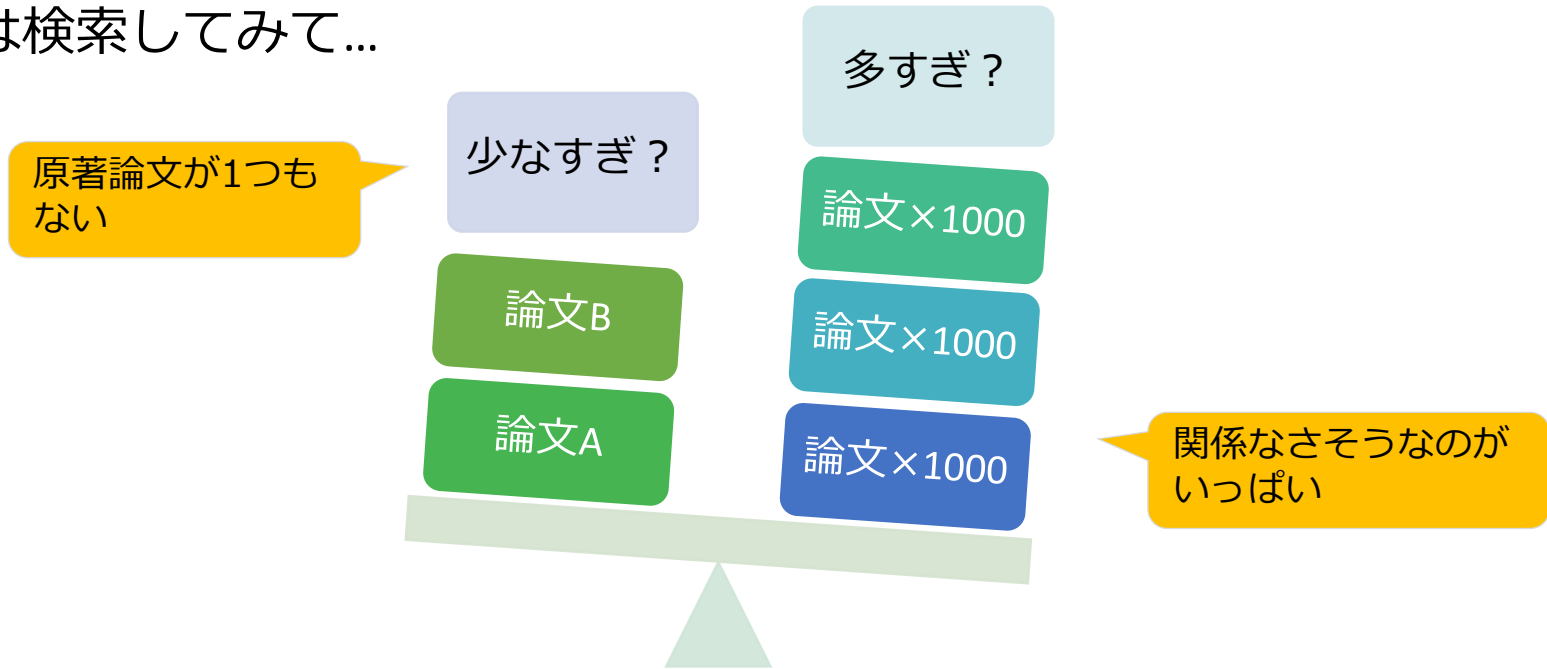 は検索してみて…
多すぎ？
少なすぎ？
原著論文が1つも
ない
論文×1000
論文B
論文×1000
論文A
論文×1000
関係なさそうなのが
いっぱい